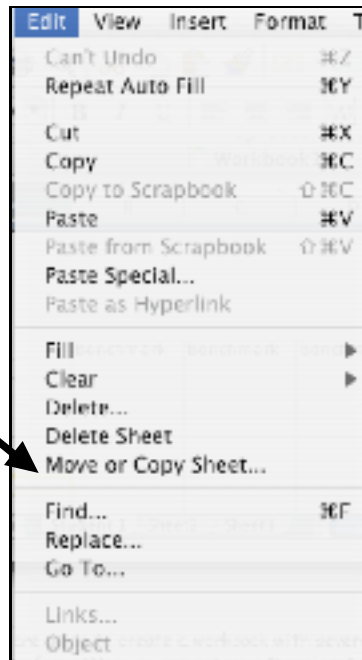 Edit View Insert Format T
Can't Undo ⌘Z
Repeat Auto Fill ⌘Y
Cut ⌘X
Copy ⌘C
Copy to Scrapbook ⇧⌘C
Paste ⌘V
Paste from Scrapbook ⇧⌘V
Paste Special...
Paste as Hyperlink
Fill
Clear
Delete...
Delete Sheet
Move or Copy Sheet...
Find... ⌘F
Replace...
Go To...
Links...
Object